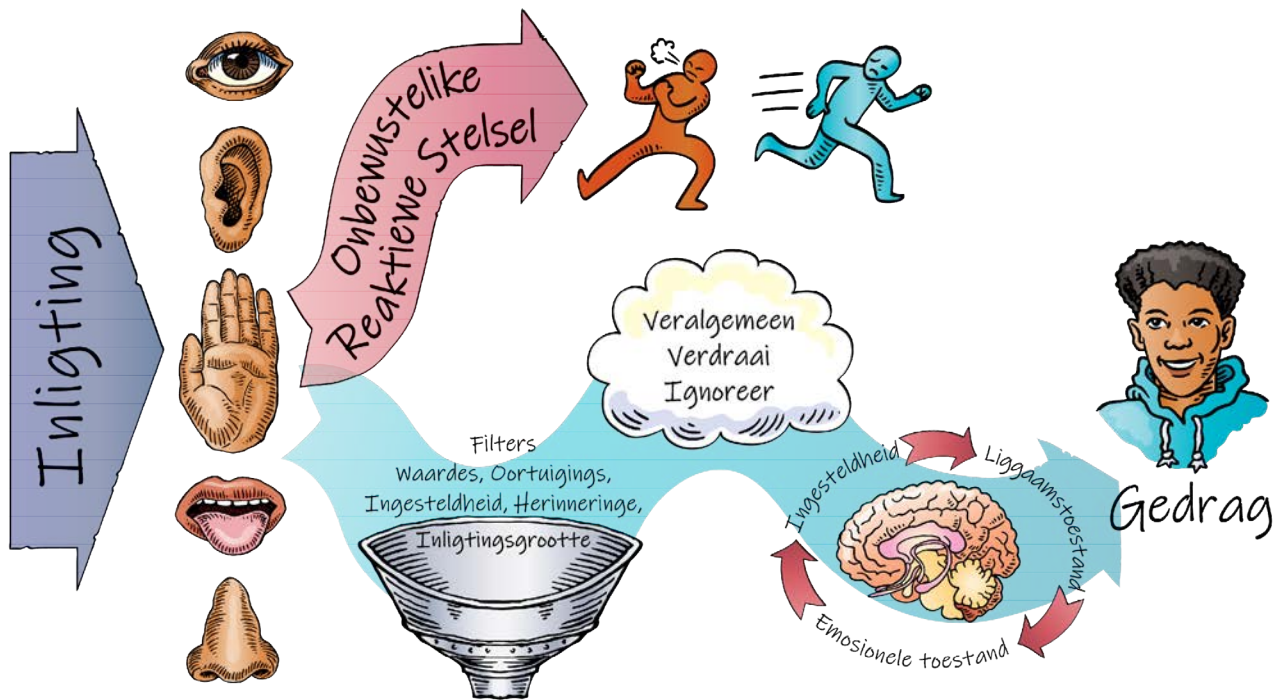 Inligting
Onbewustelike
Reaktiewe Stelsel
Veralgemeen
Verdraai
Ignoreer
Filters
Waardes, Oortuigings,
Ingesteldheid, Herinneringe,
Inligtingsgrootte
Ingesteldheid
Liggaamstoestand
Emosionele toestand
Gedrag